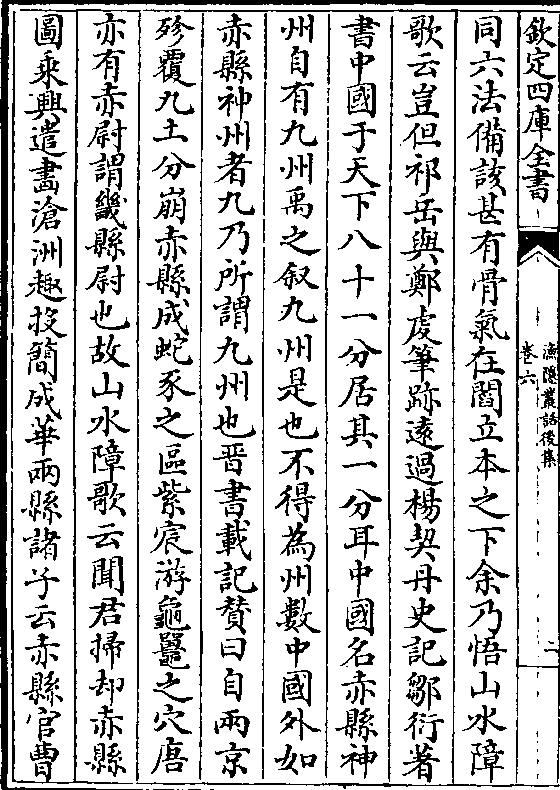 欽定四庫全書
漁隱叢話後集
卷六
二
同六法備該甚有骨氣在閻立本之下余乃悟山水障
歌云豈但祁岳與鄭虔筆跡遠過楊契丹史記鄒衍著
書中國于天下八十一分居其一分耳中國名赤縣神
州自有九州禹之叙九州是也不得為州數中國外如
赤縣神州者九乃所謂九州也晋書載記賛曰自兩京
殄覆九土分崩赤縣成蛇豕之區紫宸游龜鼉之穴唐
亦有赤尉謂畿縣尉也故山水障歌云聞君掃却赤縣
圖乘興遣畫滄洲趣投簡成華兩縣諸子云赤縣官曹